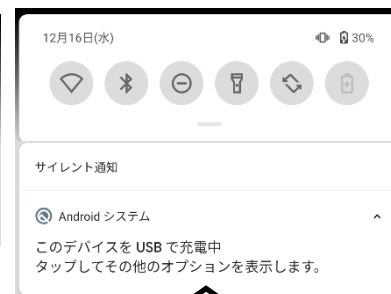 12月16日(水)
30%
サイレント通知
Android システム
このデバイスを USB で充電中
タップしてその他のオプションを表示します。